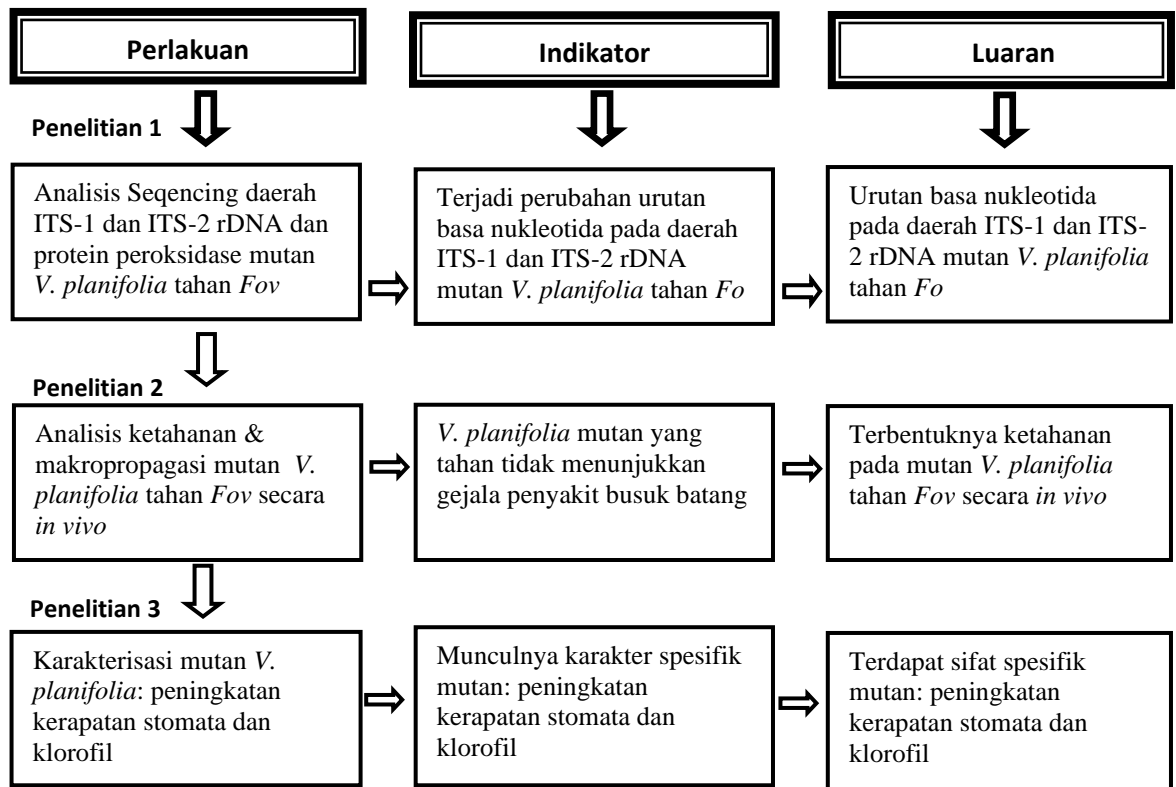 Perlakuan
Indikator
Luaran
Penelitian 1
Analisis Seqencing daerah
ITS-1 dan ITS-2 rDNA dan
protein peroksidase mutan
V. planifolia tahan Fov
Terjadi perubahan urutan
basa nukleotida pada daerah
ITS-1 dan ITS-2 rDNA
mutan V. planifolia tahan Fo
Urutan basa nukleotida
pada daerah ITS-1 dan ITS-
2 rDNA mutan V. planifolia
tahan Fo
Penelitian 2
Analisis ketahanan &
makropropagasi mutan V.
planifolia tahan Fov secara
in vivo
V. planifolia mutan yang
tahan tidak menunjukkan
gejala penyakit busuk batang
Terbentuknya ketahanan
pada mutan V. planifolia
tahan Fov secara in vivo
Penelitian 3
Karakterisasi mutan V.
planifolia: peningkatan
kerapatan stomata dan
klorofil
Munculnya karakter spesifik
mutan: peningkatan
kerapatan stomata dan
klorofil
Terdapat sifat spesifik
mutan: peningkatan
kerapatan stomata dan
klorofil